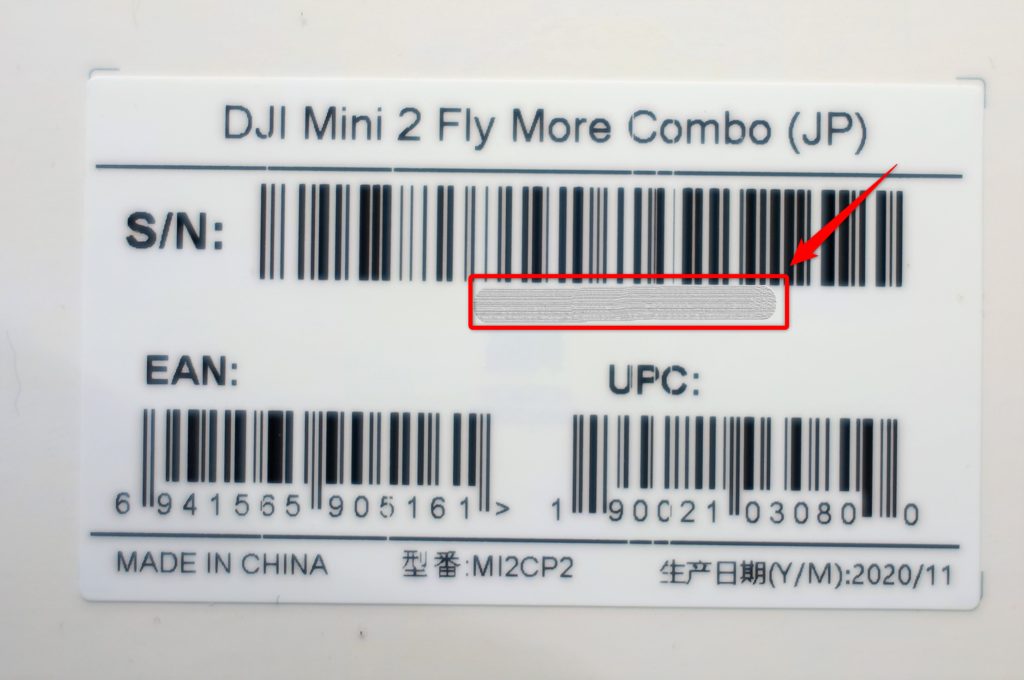 DJI Mini 2 Fly More Combo (JP)
S/N:
EAN:
6 941565 905161 >
UPC:
1 90021 03080 0
MADE IN CHINA 型番:MI2CP2 生产日期(Y/M):2020/11